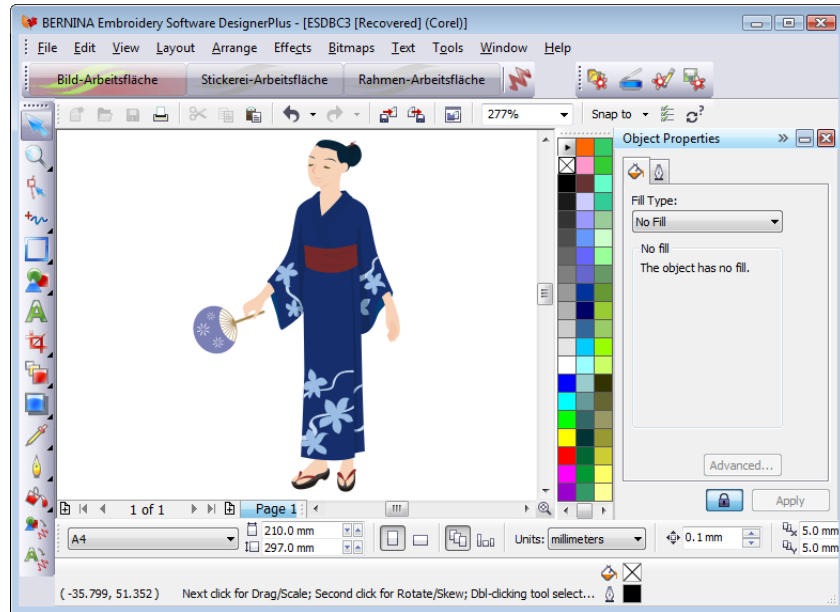 BERNINA Embroidery Software DesignerPlus - [ESDBC3 [Recovered] (Corel)]
File Edit View Layout Arrange Effects Bitmaps Text Tools Window Help
Bild-Arbeitsfläche Stickerei-Arbeitsfläche Rahmen-Arbeitsfläche
277% Snap to
Object Properties
Fill Type:
No Fill
No fill
The object has no fill.
Advanced...
1 of 1 Page 1 Apply
A4 210.0 mm 297.0 mm Units: millimeters 0.1 mm 5.0 mm 5.0 mm
( -35.799, 51.352 ) Next click for Drag/Scale; Second click for Rotate/Skew; Dbl-clicking tool select...